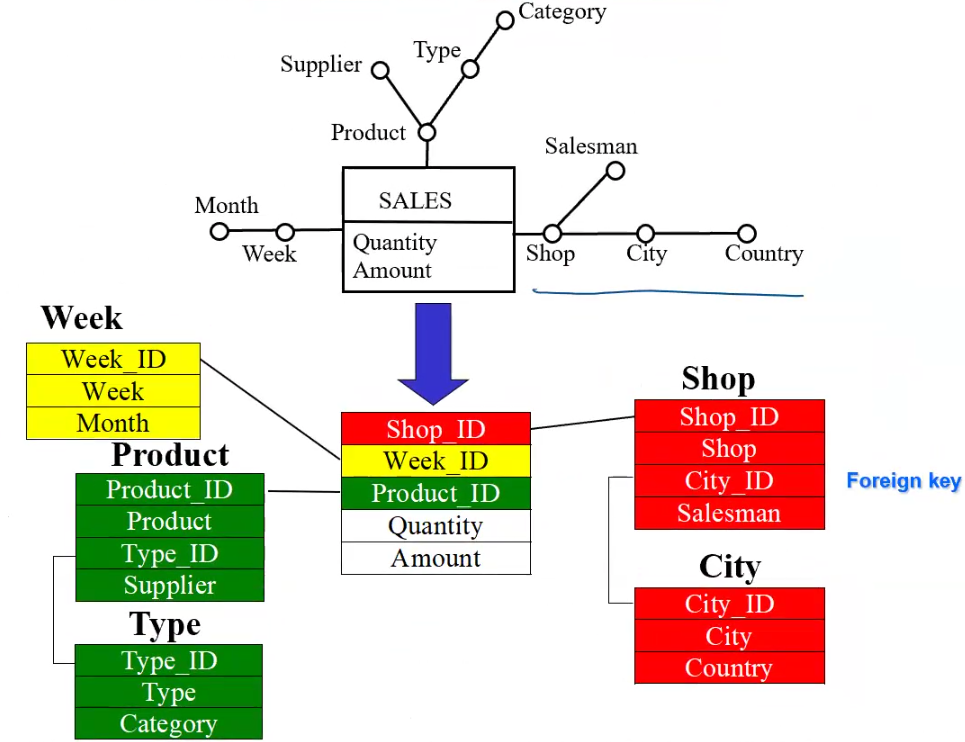 Category
Type
Supplier
Product
Salesman
SALES
Month
Quantity
Week
Shop
City
Country
Amount
Week
Week_ID
Week
Month
Shop
Shop_ID
Shop
City_ID
Foreign key
Salesman
Shop_ID
Week_ID
Product_ID
Quantity
Amount
Product
Product_ID
Product
Type_ID
Supplier
City
City_ID
City
Country
Type
Type_ID
Type
Category